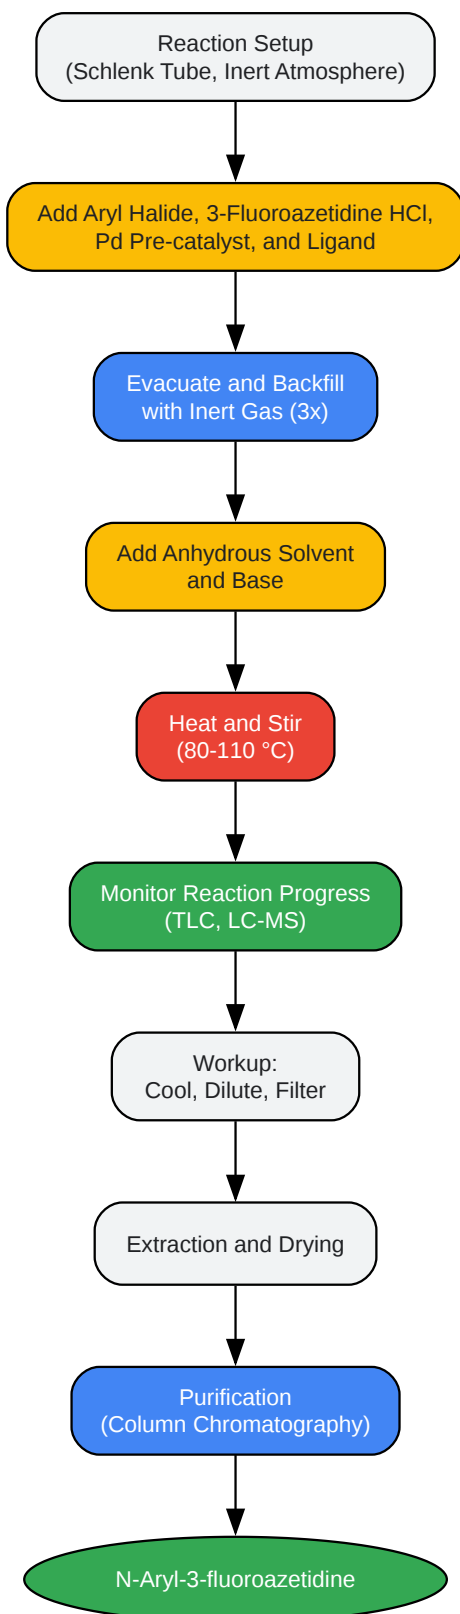 Reaction Setup
(Schlenk Tube, Inert Atmosphere)
Add Aryl Halide, 3-Fluoroazetidine HCl,
Pd Pre-catalyst, and Ligand
Evacuate and Backfill
with Inert Gas (3x)
Add Anhydrous Solvent
and Base
Heat and Stir
(80-110 °C)
Monitor Reaction Progress
(TLC, LC-MS)
Workup:
Cool, Dilute, Filter
Extraction and Drying
Purification
(Column Chromatography)
N-Aryl-3-fluoroazetidine